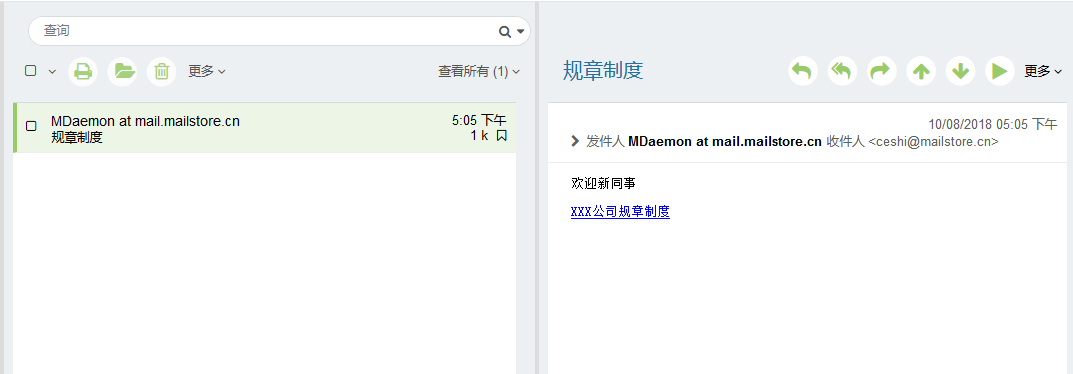 查询
更多
查看所有 (1)
MDaemon at mail.mailstore.cn
5:05 下午
规章制度
1 k
规章制度
更多
10/08/2018 05:05 下午
发件人 MDaemon at mail.mailstore.cn 收件人 <ceshi@mailstore.cn>
欢迎新同事
XXX公司规章制度